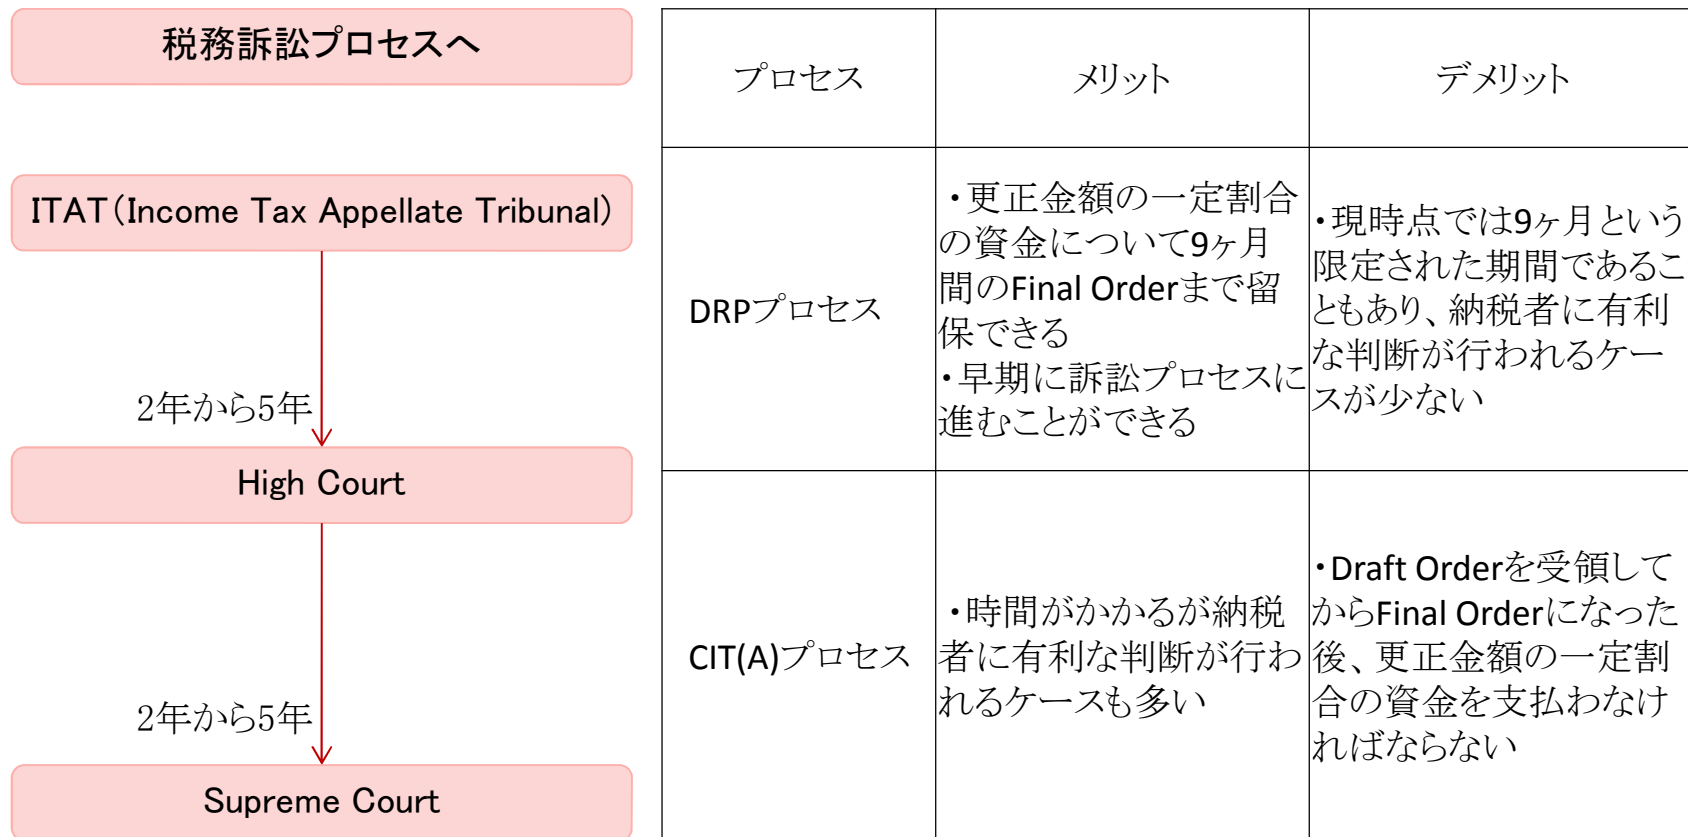 税務訴訟プロセスへ
ITAT(Income Tax Appellate Tribunal)
2年から5年
High Court
2年から5年
Supreme Court
プロセス
メリット
デメリット
DRPプロセス
・更正金額の一定割合
の資金について9ヶ月
間のFinal Orderまで留
保できる
・早期に訴訟プロセスに
進むことができる
・現時点では9ヶ月という
限定された期間であるこ
ともあり、納税者に有利
な判断が行われるケー
スが少ない
CIT(A)プロセス
・時間がかかるが納税
者に有利な判断が行わ
れるケースも多い
・Draft Orderを受領して
からFinal Orderになった
後、更正金額の一定割
合の資金を支払わなけ
ればならない